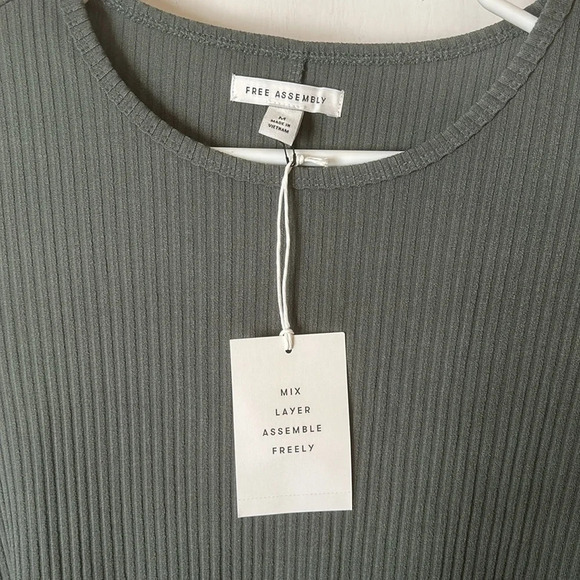 FREE ASSEMBLY
M
MADE IN
VIETNAM
MIX
LAYER
ASSEMBLE
FREELY